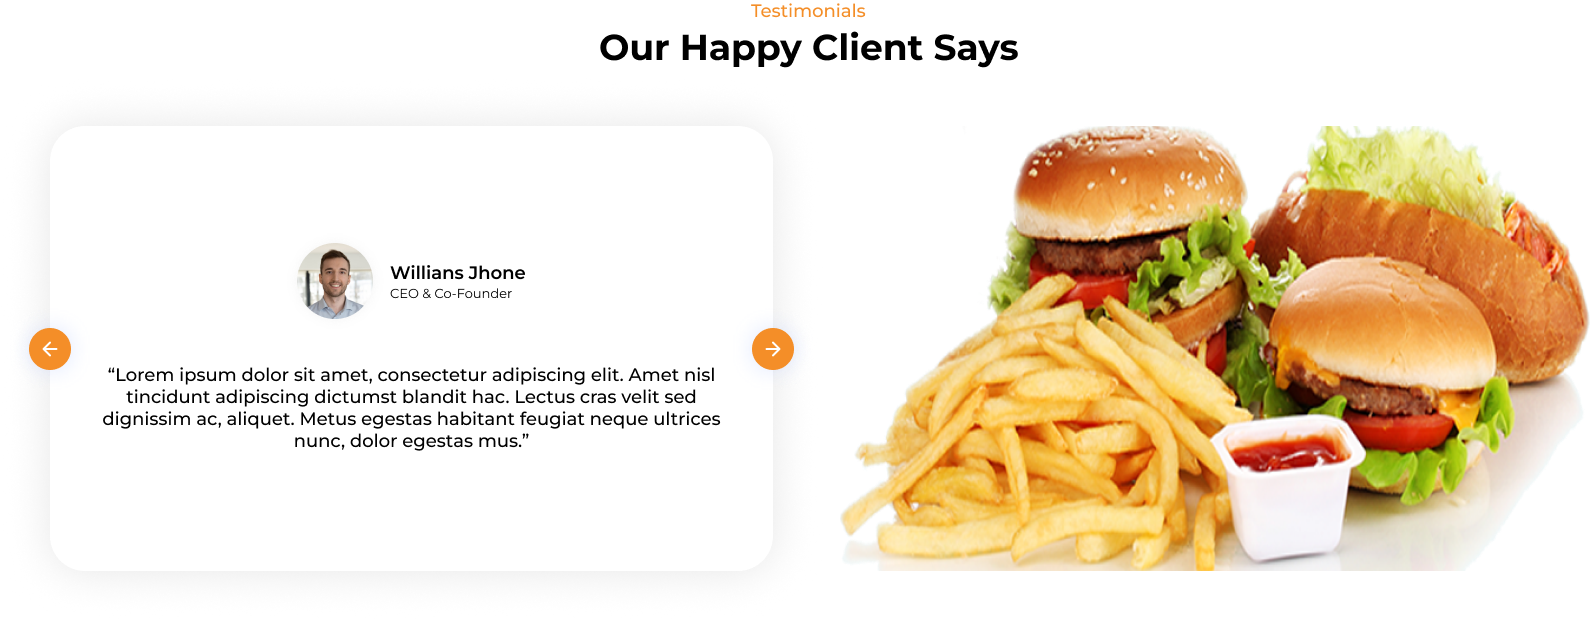 Testimonials
Our Happy Client Says
Willians Jhone
CEO & Co-Founder
“Lorem ipsum dolor sit amet, consectetur adipiscing elit. Amet nisl
tincidunt adipiscing dictumst blandit hac. Lectus cras velit sed
dignissim ac, aliquet. Metus egestas habitant feugiat neque ultrices
nunc, dolor egestas mus.”